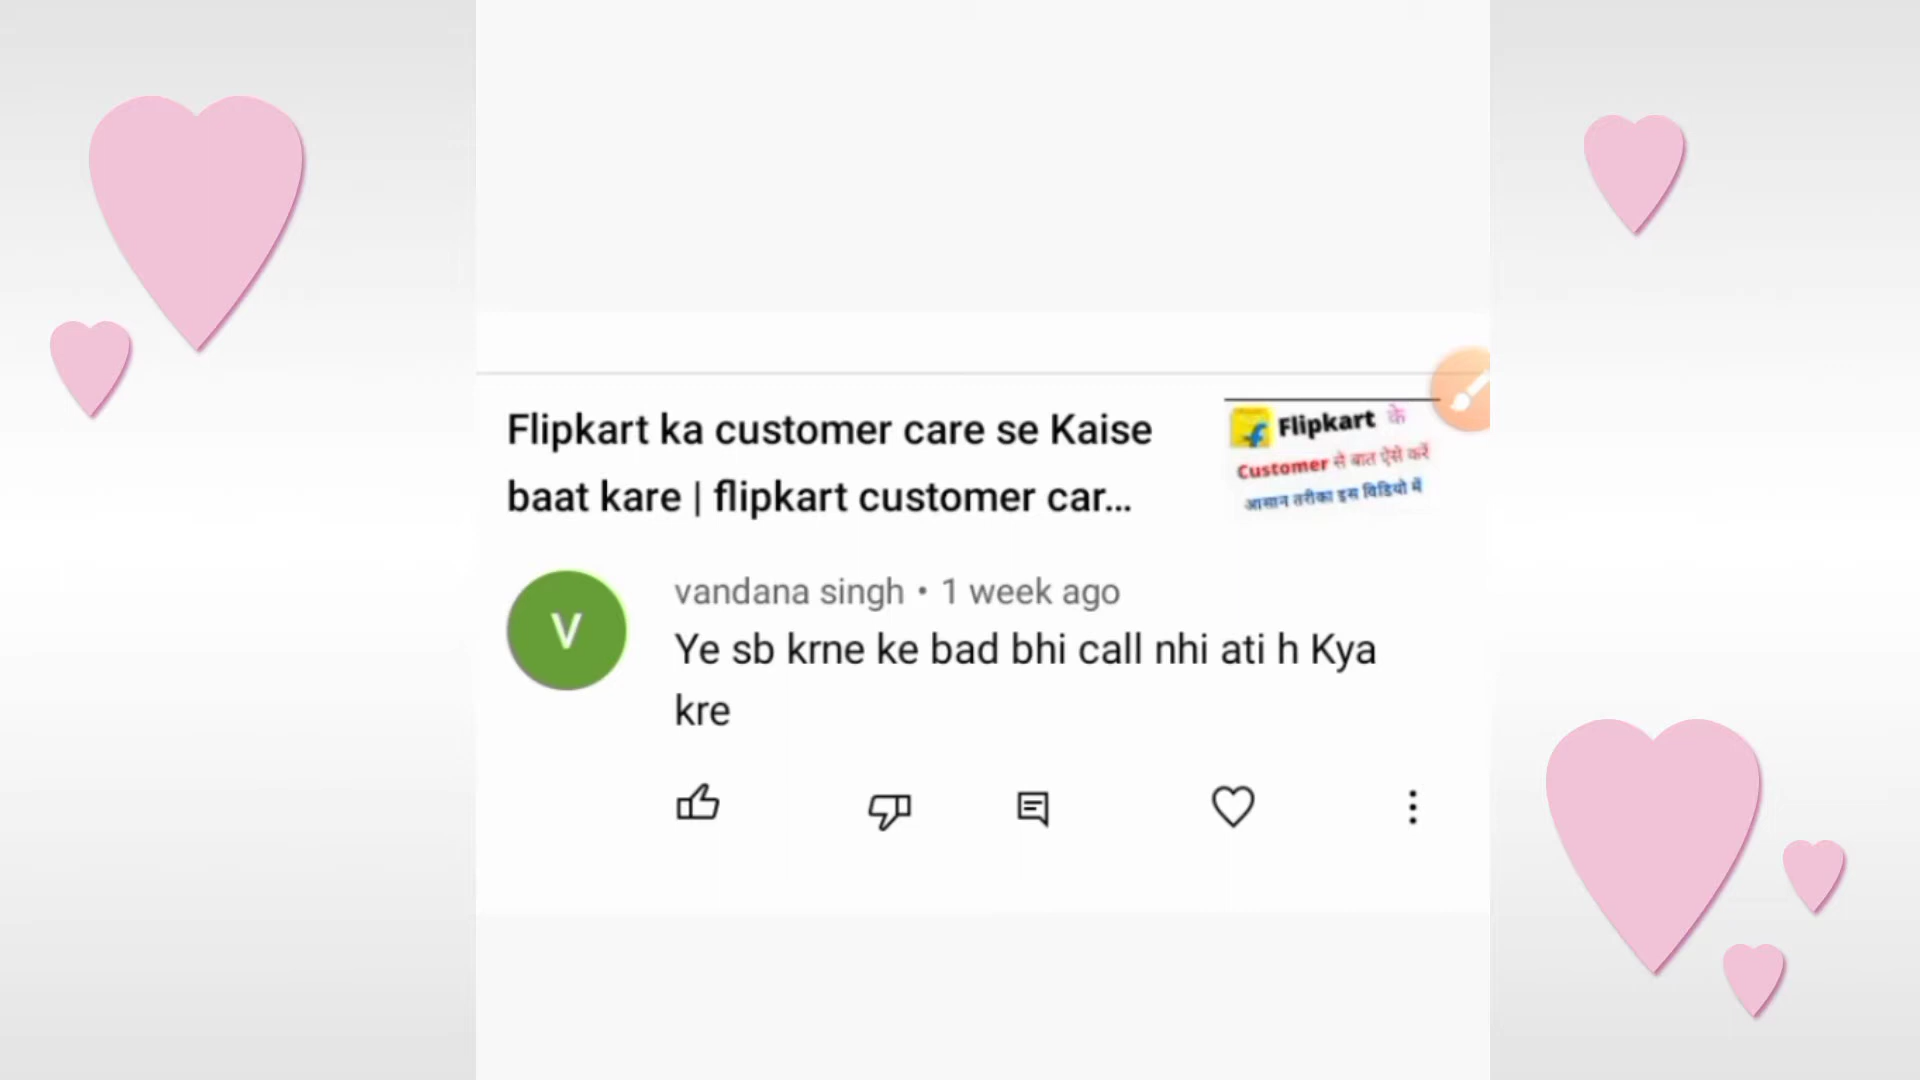 Flipkart ka customer care se Kaise
baat kare | flipkart customer car...
Flipkart के
Customer से बात ऐसे करें
आसान तरीका इस विडियो में
V
vandana singh • 1 week ago
Ye sb krne ke bad bhi call nhi ati h Kya
kre